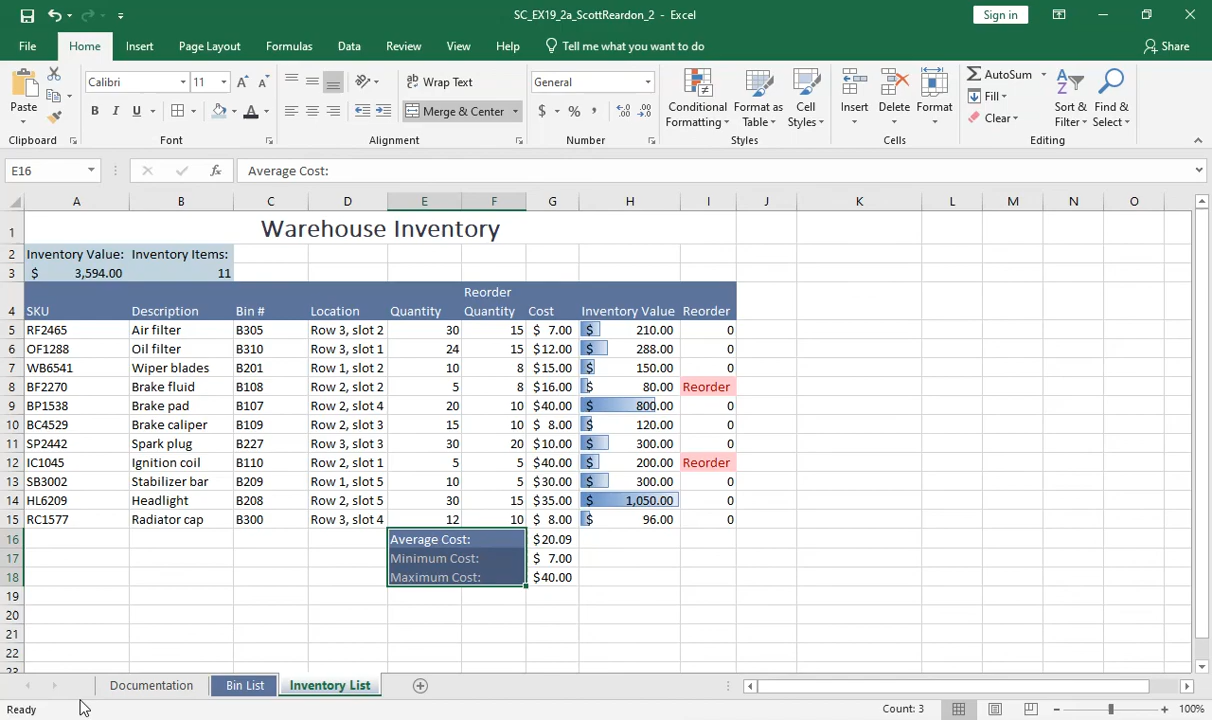 SC_EX19_2a_ScottReardon_2 - Excel
Sign in
File Home Insert Page Layout Formulas Data Review View Help Tell me what you want to do Share
Paste
Calibri 11
B I U A
Wrap Text
Merge & Center
General
$ % ,
Conditional Formatting
Format as Table
Cell Styles
Insert Delete Format
AutoSum
Fill
Clear
Sort & Filter
Find & Select
Clipboard Font Alignment Number Styles Cells Editing
E16 fx Average Cost:
A B C D E F G H I J K L M N O
1 Warehouse Inventory
2 Inventory Value: Inventory Items:
3 $ 3,594.00 11
4 SKU Description Bin # Location Quantity Reorder Quantity Cost Inventory Value Reorder
5 RF2465 Air filter B305 Row 3, slot 2 30 15 $ 7.00 $ 210.00 0
6 OF1288 Oil filter B310 Row 3, slot 1 24 15 $12.00 $ 288.00 0
7 WB6541 Wiper blades B201 Row 1, slot 2 10 8 $15.00 $ 150.00 0
8 BF2270 Brake fluid B108 Row 2, slot 2 5 8 $16.00 $ 80.00 Reorder
9 BP1538 Brake pad B107 Row 2, slot 4 20 10 $40.00 $ 800.00 0
10 BC4529 Brake caliper B109 Row 2, slot 3 15 10 $ 8.00 $ 120.00 0
11 SP2442 Spark plug B227 Row 3, slot 3 30 20 $10.00 $ 300.00 0
12 IC1045 Ignition coil B110 Row 2, slot 1 5 5 $40.00 $ 200.00 Reorder
13 SB3002 Stabilizer bar B209 Row 1, slot 5 10 5 $30.00 $ 300.00 0
14 HL6209 Headlight B208 Row 2, slot 5 30 15 $35.00 $ 1,050.00 0
15 RC1577 Radiator cap B300 Row 3, slot 4 12 10 $ 8.00 $ 96.00 0
16 Average Cost: $20.09
17 Minimum Cost: $ 7.00
18 Maximum Cost: $40.00
19
20
21
22
23
Documentation Bin List Inventory List
Ready Count: 3 100%